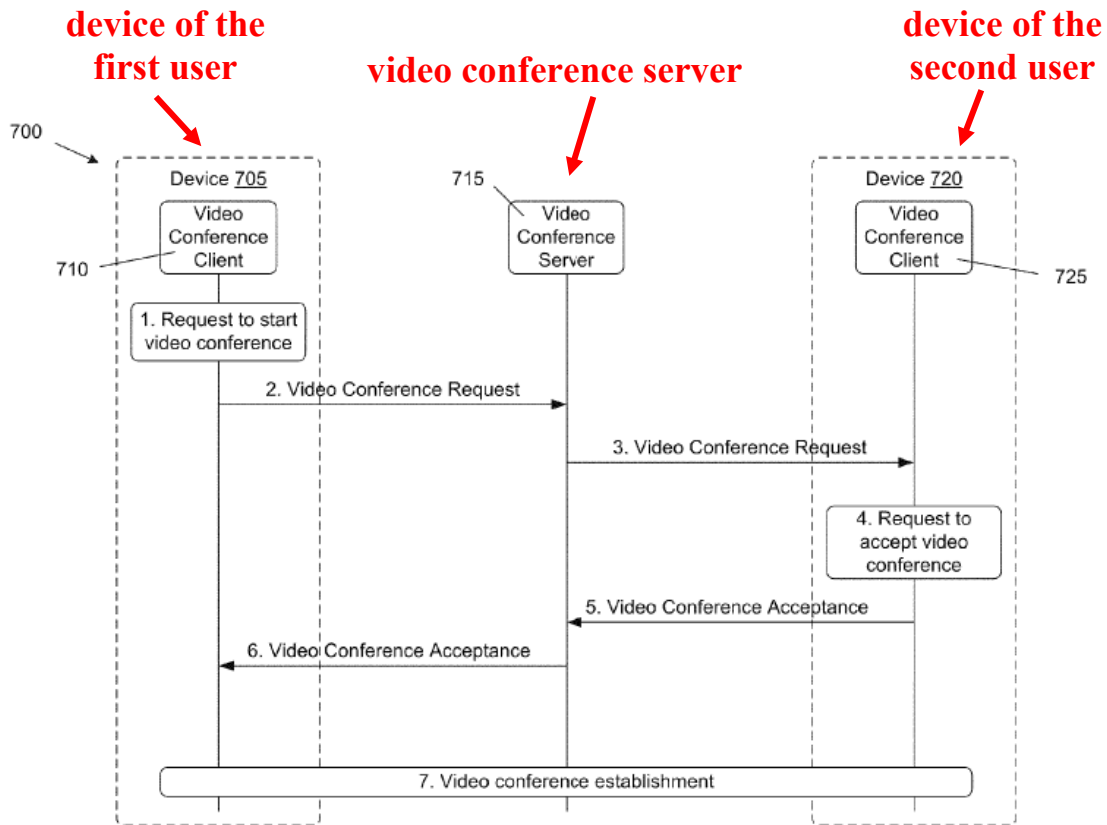 device of the
first user
video conference server
device of the
second user
700
Device 705
Video
Conference
Client
710
715
Video
Conference
Server
Device 720
Video
Conference
Client
725
1. Request to start
video conference
2. Video Conference Request
3. Video Conference Request
4. Request to
accept video
conference
5. Video Conference Acceptance
6. Video Conference Acceptance
7. Video conference establishment